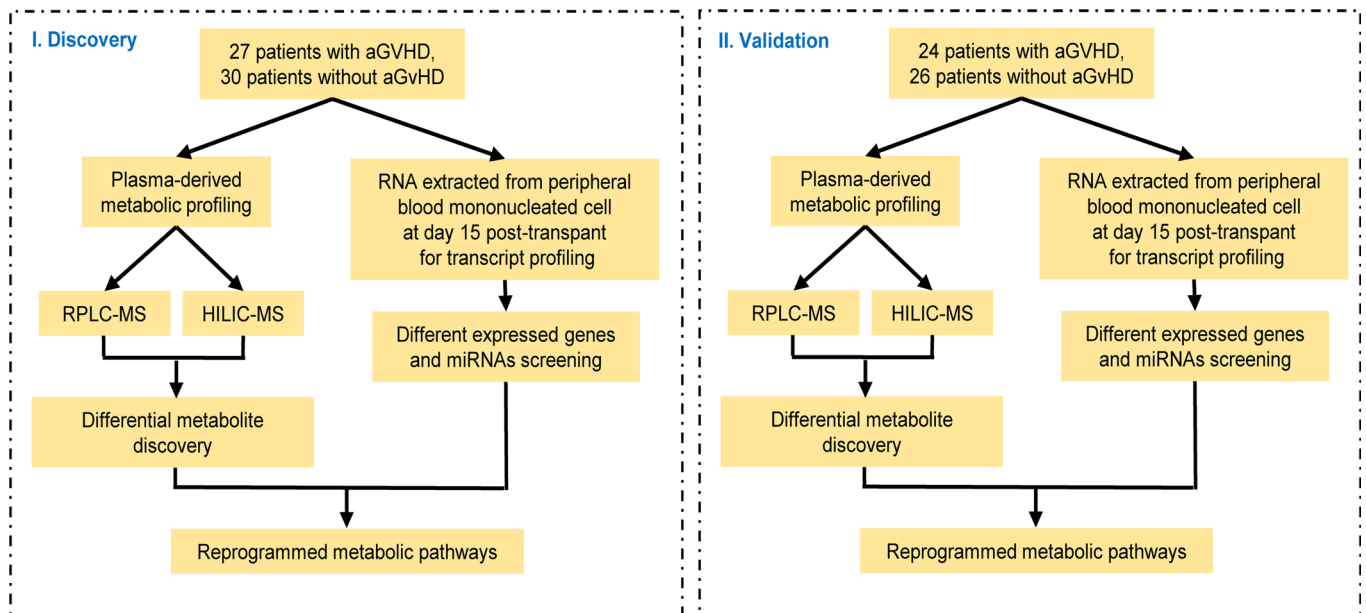 I. Discovery
27 patients with aGVHD,
30 patients without aGvHD
Plasma-derived
metabolic profiling
RNA extracted from peripheral
blood mononucleated cell
at day 15 post-transpant
for transcript profiling
RPLC-MS
HILIC-MS
Different expressed genes
and miRNAs screening
Differential metabolite
discovery
Reprogrammed metabolic pathways
II. Validation
24 patients with aGVHD,
26 patients without aGvHD
Plasma-derived
metabolic profiling
RNA extracted from peripheral
blood mononucleated cell
at day 15 post-transpant
for transcript profiling
RPLC-MS
HILIC-MS
Different expressed genes
and miRNAs screening
Differential metabolite
discovery
Reprogrammed metabolic pathways